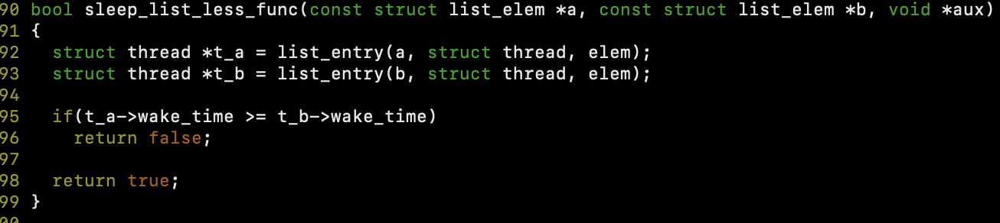 90 bool sleep_list_less_func(const struct list_elem *a, const struct list_elem *b, void *aux)
91 {
92   struct thread *t_a = list_entry(a, struct thread, elem);
93   struct thread *t_b = list_entry(b, struct thread, elem);
94
95   if(t_a->wake_time >= t_b->wake_time)
96     return false;
97
98   return true;
99 }